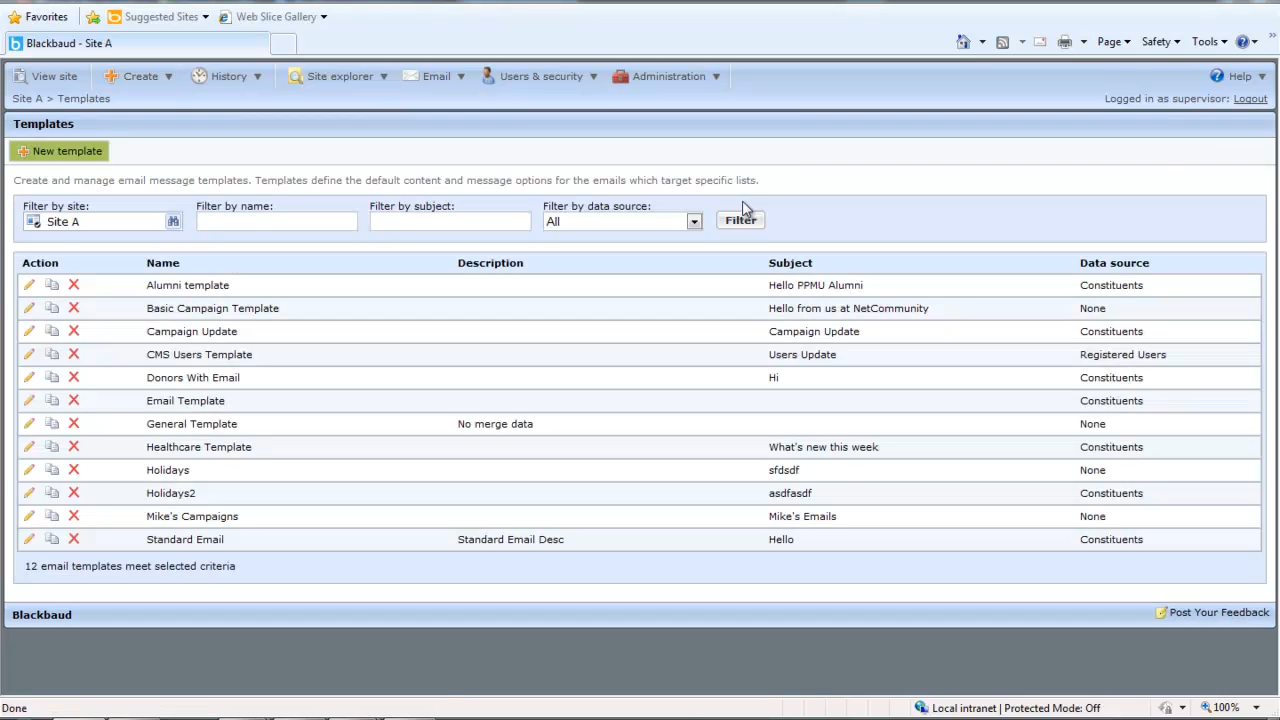 Favorites Suggested Sites Web Slice Gallery
Blackbaud - Site A Page Safety Tools »
View site Create History Site explorer Email Users & security Administration Help
Site A > Templates Logged in as supervisor: Logout
Templates
New template
Create and manage email message templates. Templates define the default content and message options for the emails which target specific lists.
Filter by site: Filter by name: Filter by subject: Filter by data source:
Site A All Filter
Action Name Description Subject Data source
Alumni template Hello PPMU Alumni Constituents
Basic Campaign Template Hello from us at NetCommunity None
Campaign Update Campaign Update Constituents
CMS Users Template Users Update Registered Users
Donors With Email Hi Constituents
Email Template Constituents
General Template No merge data None
Healthcare Template What's new this week Constituents
Holidays sfdsdf None
Holidays2 asdfasdf Constituents
Mike's Campaigns Mike's Emails None
Standard Email Standard Email Desc Hello Constituents
12 email templates meet selected criteria
Blackbaud Post Your Feedback
Done Local intranet | Protected Mode: Off 100%